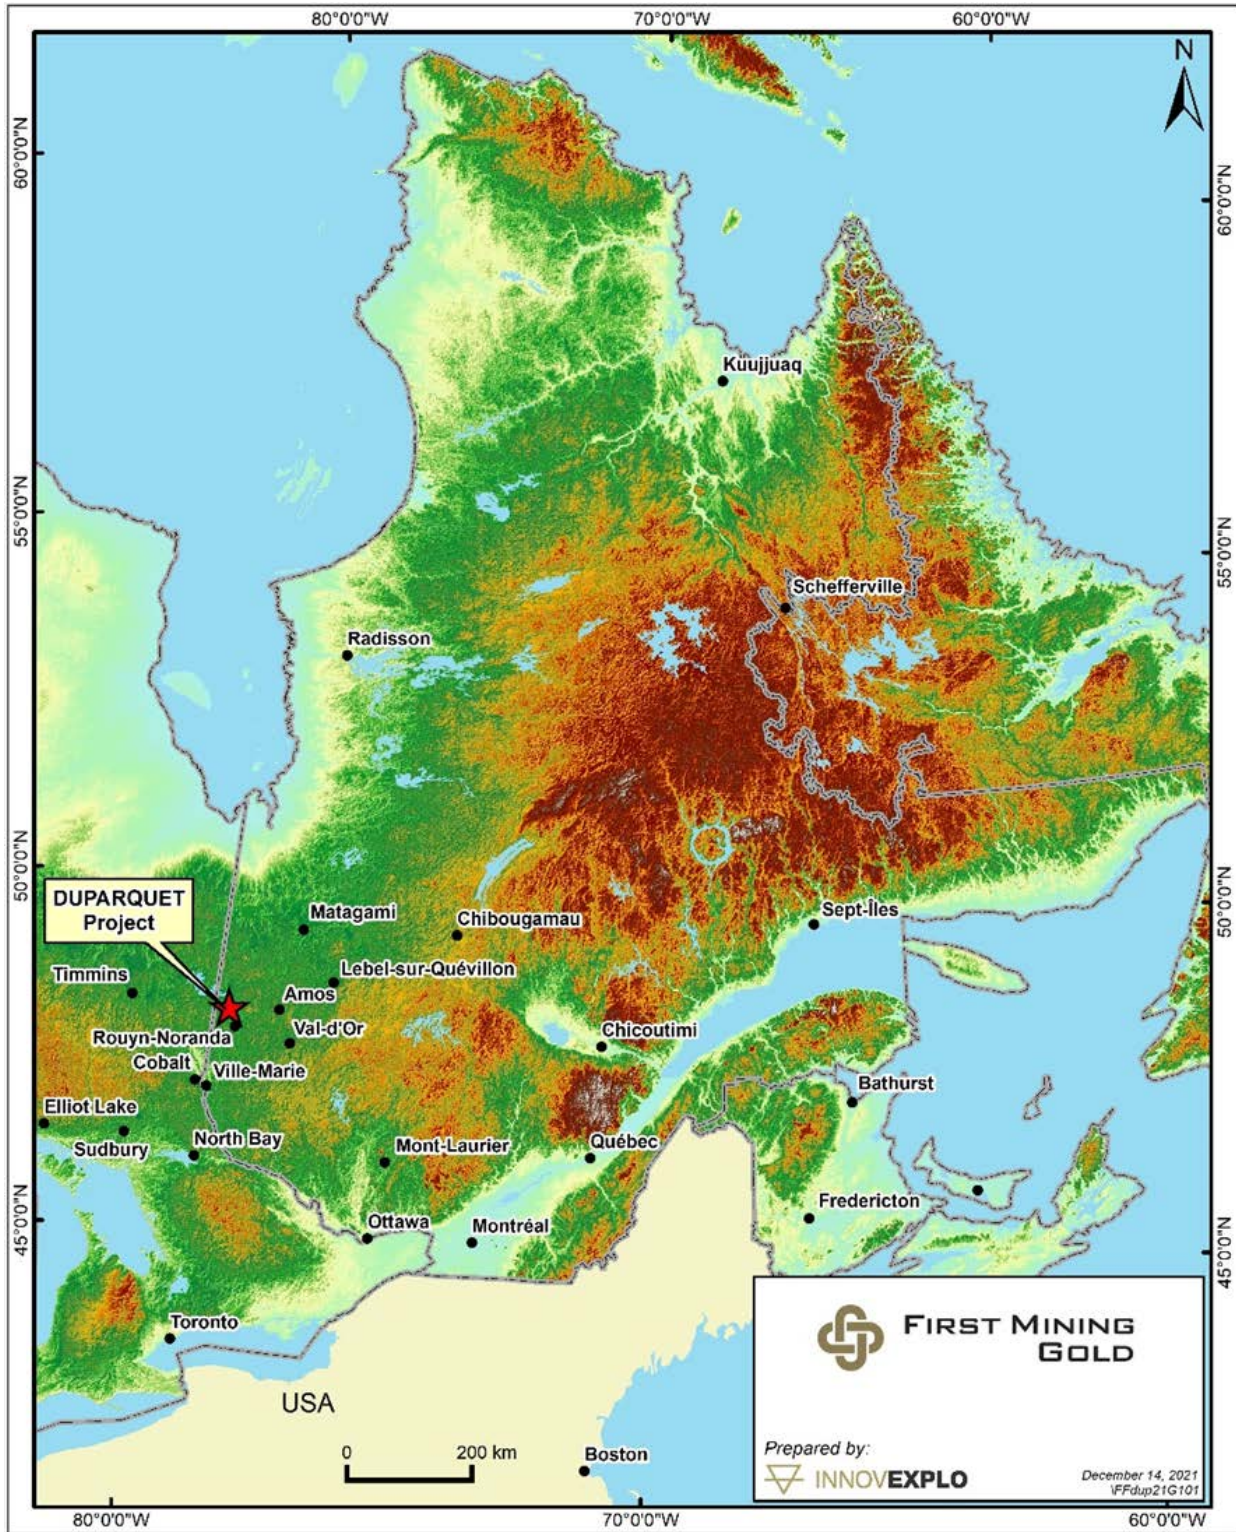 80°0'0"W
70°0'0"W
60°0'0"W
N
60°0'0"N
60°0'0"N
Kuujjuaq
55°0'0"N
55°0'0"N
Schefferville
Radisson
50°0'0"N
50°0'0"N
DUPARQUET
Project
Matagami
Chibougamau
Sept-Îles
Timmins
Lebel-sur-Quévillon
Amos
Rouyn-Noranda
Val-d'Or
Chicoutimi
Cobalt
Ville-Marie
Bathurst
Elliot Lake
Sudbury
North Bay
Mont-Laurier
Québec
Fredericton
45°0'0"N
45°0'0"N
Ottawa
Montréal
Toronto
USA
0
200 km
Boston
FIRST MINING
GOLD
Prepared by:
INNOVEXPLO
December 14, 2021
\FFdup21G101
80°0'0"W
70°0'0"W
60°0'0"W